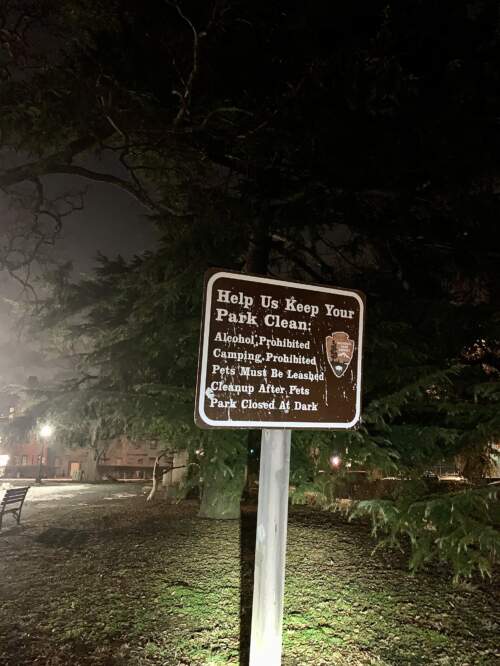 Help Us Keep Your
Park Clean:
Alcohol Prohibited
Camping Prohibited
Pets Must Be Leashed
Cleanup After Pets
Park Closed At Dark